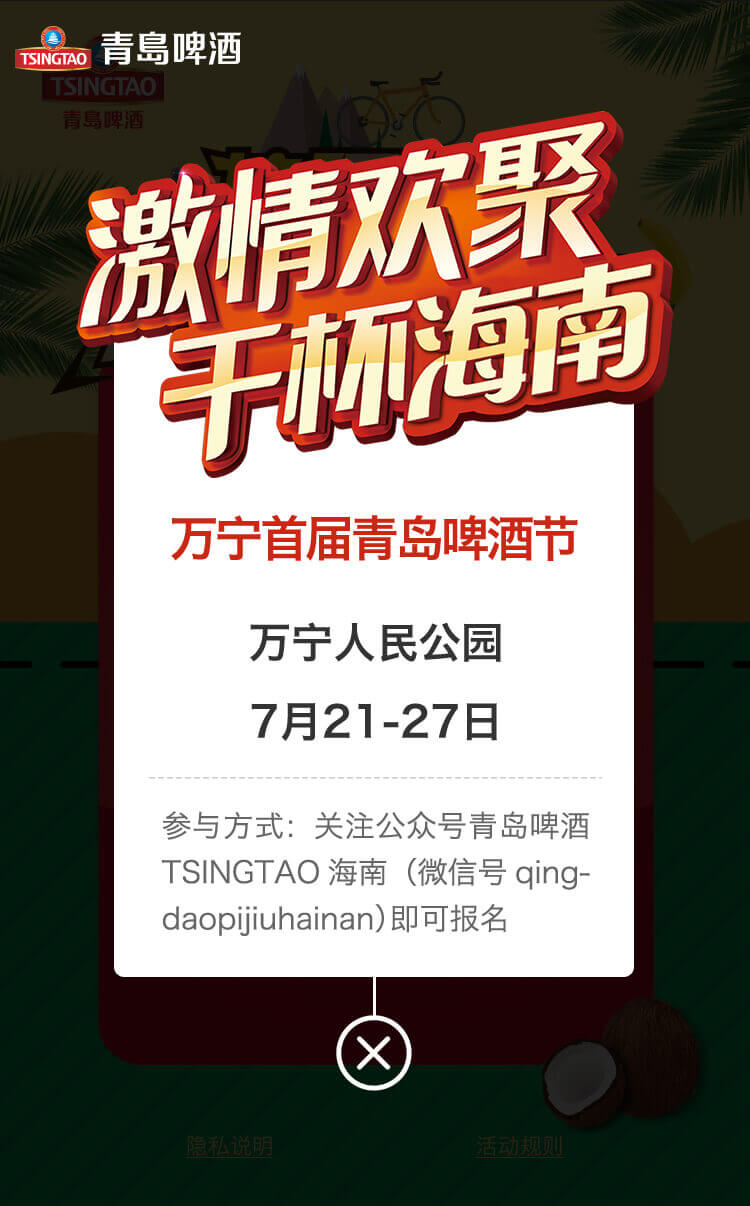 TSINGTAO 青島啤酒
TSINGTAO
青島啤酒
激情欢聚
干杯海南
万宁首届青岛啤酒节
万宁人民公园
7月21-27日
参与方式：关注公众号青岛啤酒
TSINGTAO 海南（微信号 qing-
daopijiuhainan）即可报名
隐私说明 活动规则